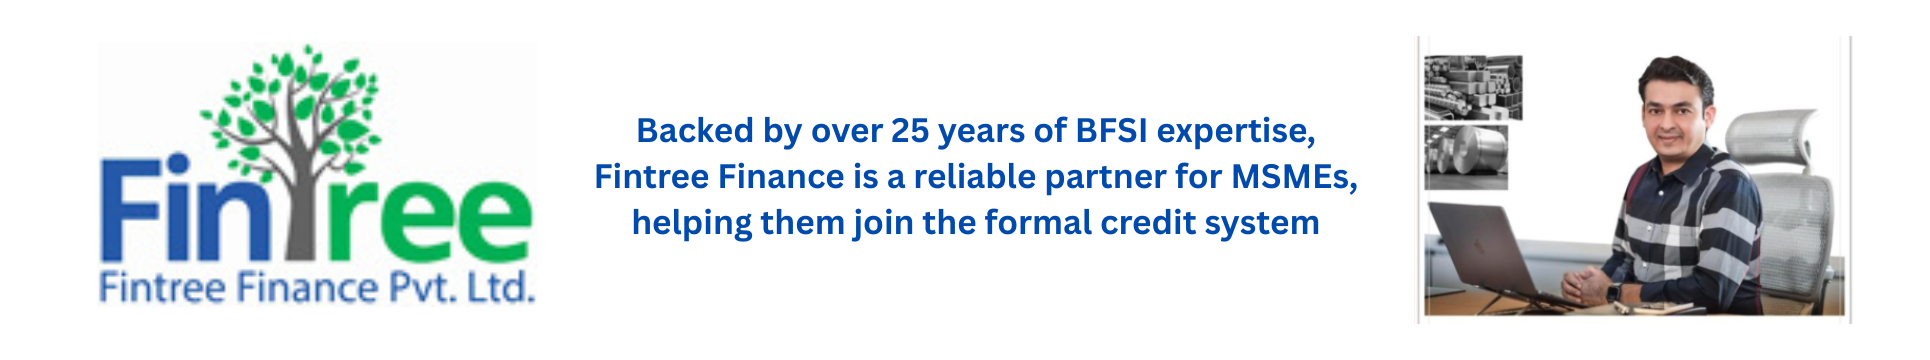 FinTree
Fintree Finance Pvt. Ltd.
Backed by over 25 years of BFSI expertise,
Fintree Finance is a reliable partner for MSMEs,
helping them join the formal credit system